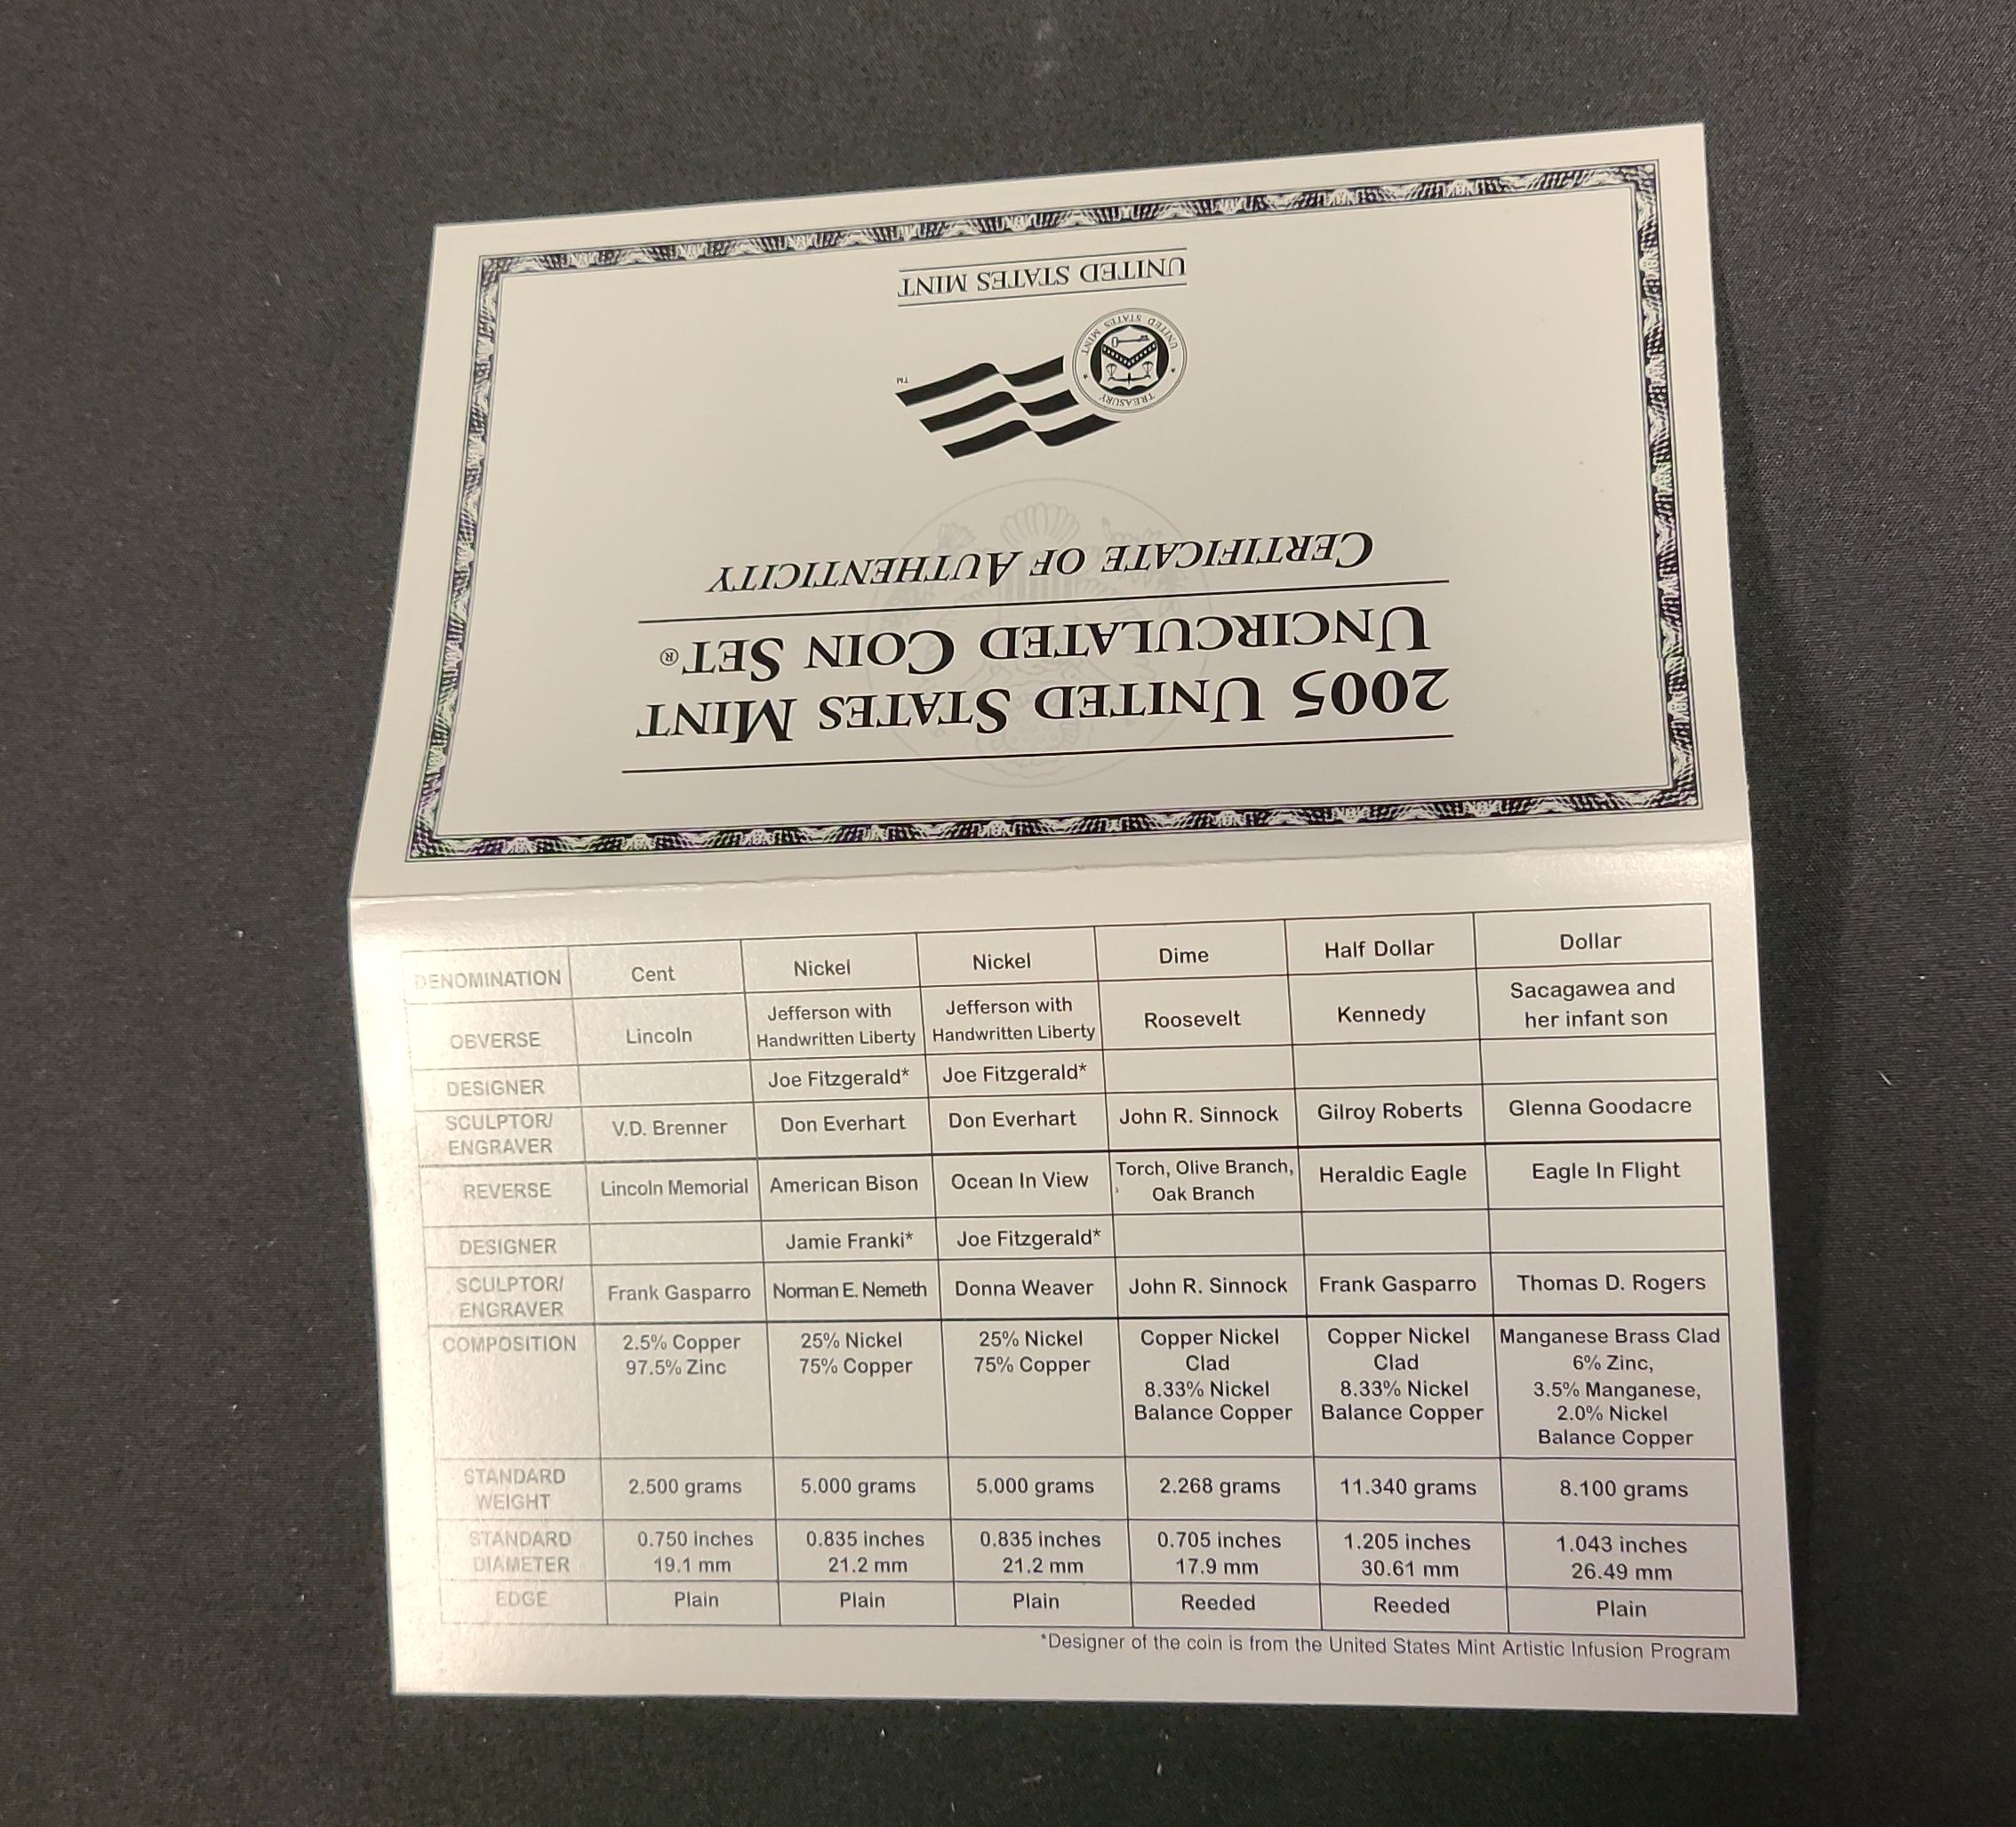 2005 UNITED STATES MINT
UNCIRCULATED COIN SET®
CERTIFICATE OF AUTHENTICITY
TREASURY
UNITED STATES MINT
TM
UNITED STATES MINT
DENOMINATION Cent Nickel Nickel Dime Half Dollar Dollar
OBVERSE Lincoln Jefferson with Handwritten Liberty Jefferson with Handwritten Liberty Roosevelt Kennedy Sacagawea and her infant son
DESIGNER Joe Fitzgerald* Joe Fitzgerald*
SCULPTOR/ENGRAVER V.D. Brenner Don Everhart Don Everhart John R. Sinnock Gilroy Roberts Glenna Goodacre
REVERSE Lincoln Memorial American Bison Ocean In View Torch, Olive Branch, Oak Branch Heraldic Eagle Eagle In Flight
DESIGNER Jamie Franki* Joe Fitzgerald*
SCULPTOR/ENGRAVER Frank Gasparro Norman E. Nemeth Donna Weaver John R. Sinnock Frank Gasparro Thomas D. Rogers
COMPOSITION 2.5% Copper 97.5% Zinc 25% Nickel 75% Copper 25% Nickel 75% Copper Copper Nickel Clad 8.33% Nickel Balance Copper Copper Nickel Clad 8.33% Nickel Balance Copper Manganese Brass Clad 6% Zinc, 3.5% Manganese, 2.0% Nickel Balance Copper
STANDARD WEIGHT 2.500 grams 5.000 grams 5.000 grams 2.268 grams 11.340 grams 8.100 grams
STANDARD DIAMETER 0.750 inches 19.1 mm 0.835 inches 21.2 mm 0.835 inches 21.2 mm 0.705 inches 17.9 mm 1.205 inches 30.61 mm 1.043 inches 26.49 mm
EDGE Plain Plain Plain Reeded Reeded Plain
*Designer of the coin is from the United States Mint Artistic Infusion Program